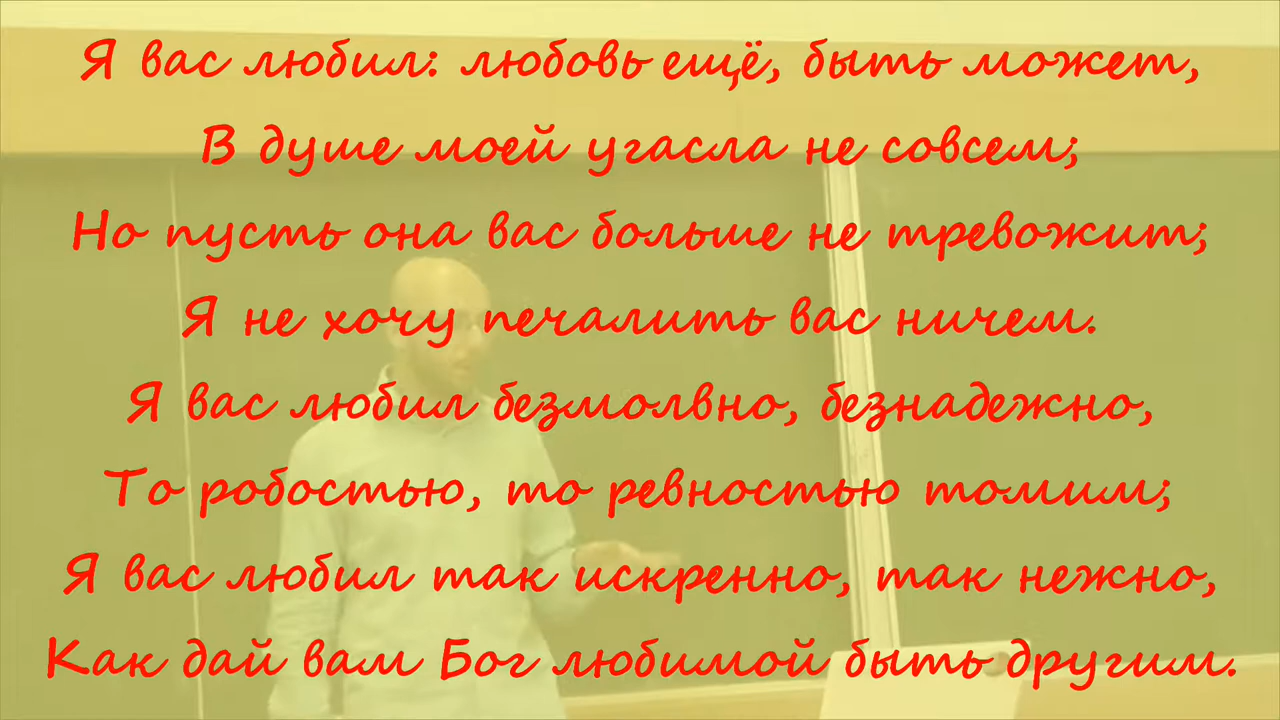 Я вас любил: любовь ещё, быть может,
В душе моей угасла не совсем;
Но пусть она вас больше не тревожит;
Я не хочу печалить вас ничем.
Я вас любил безмолвно, безнадежно,
То робостью, то ревностью томим;
Я вас любил так искренно, так нежно,
Как дай вам Бог любимой быть другим.